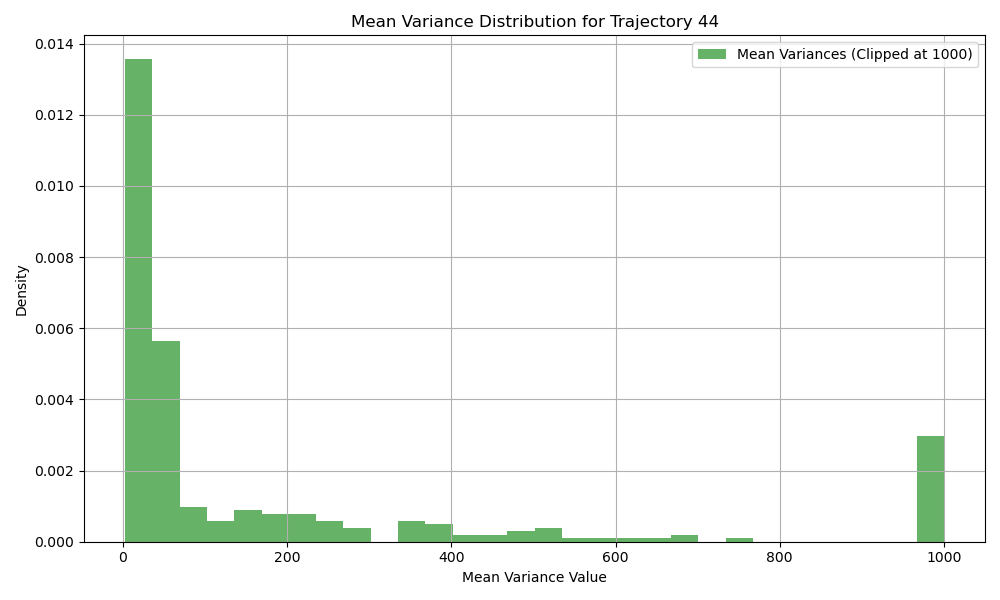 Mean Variance Distribution for Trajectory 44
Mean Variances (Clipped at 1000)
Density
0.014
0.012
0.010
0.008
0.006
0.004
0.002
0.000
0 200 400 600 800 1000
Mean Variance Value